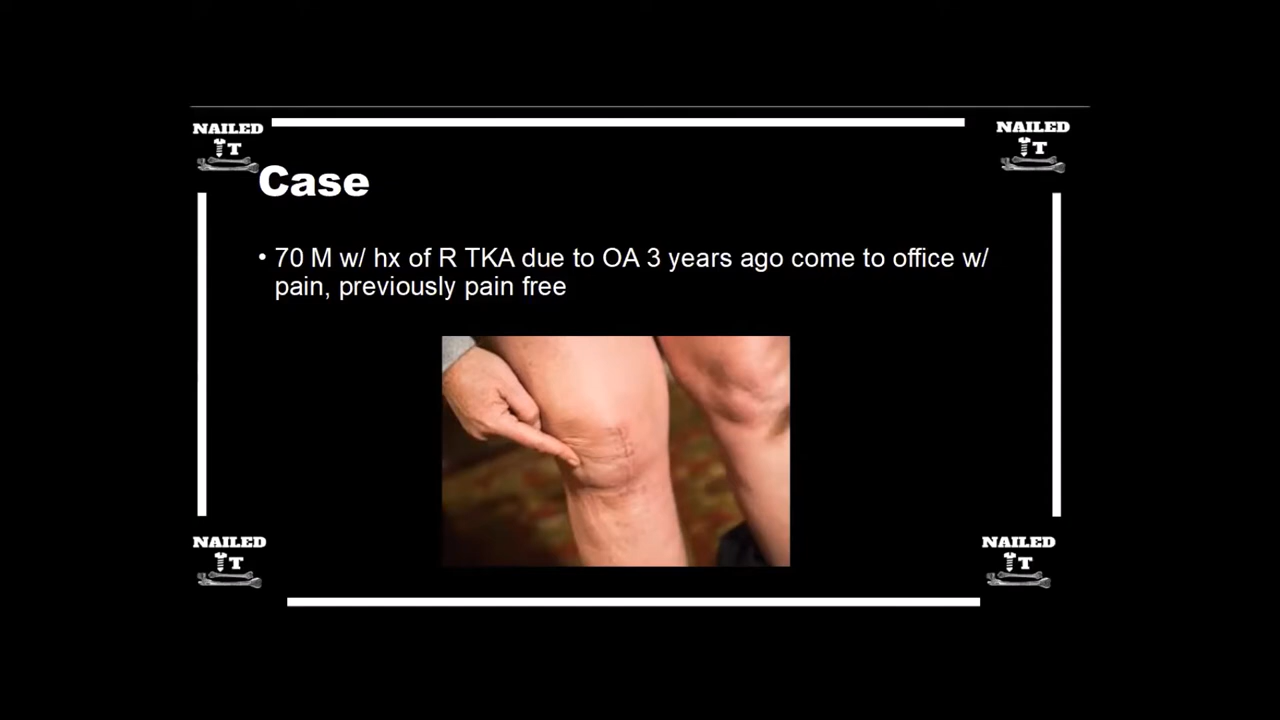 NAILED
IT
NAILED
IT
Case
• 70 M w/ hx of R TKA due to OA 3 years ago come to office w/
pain, previously pain free
NAILED
IT
NAILED
IT